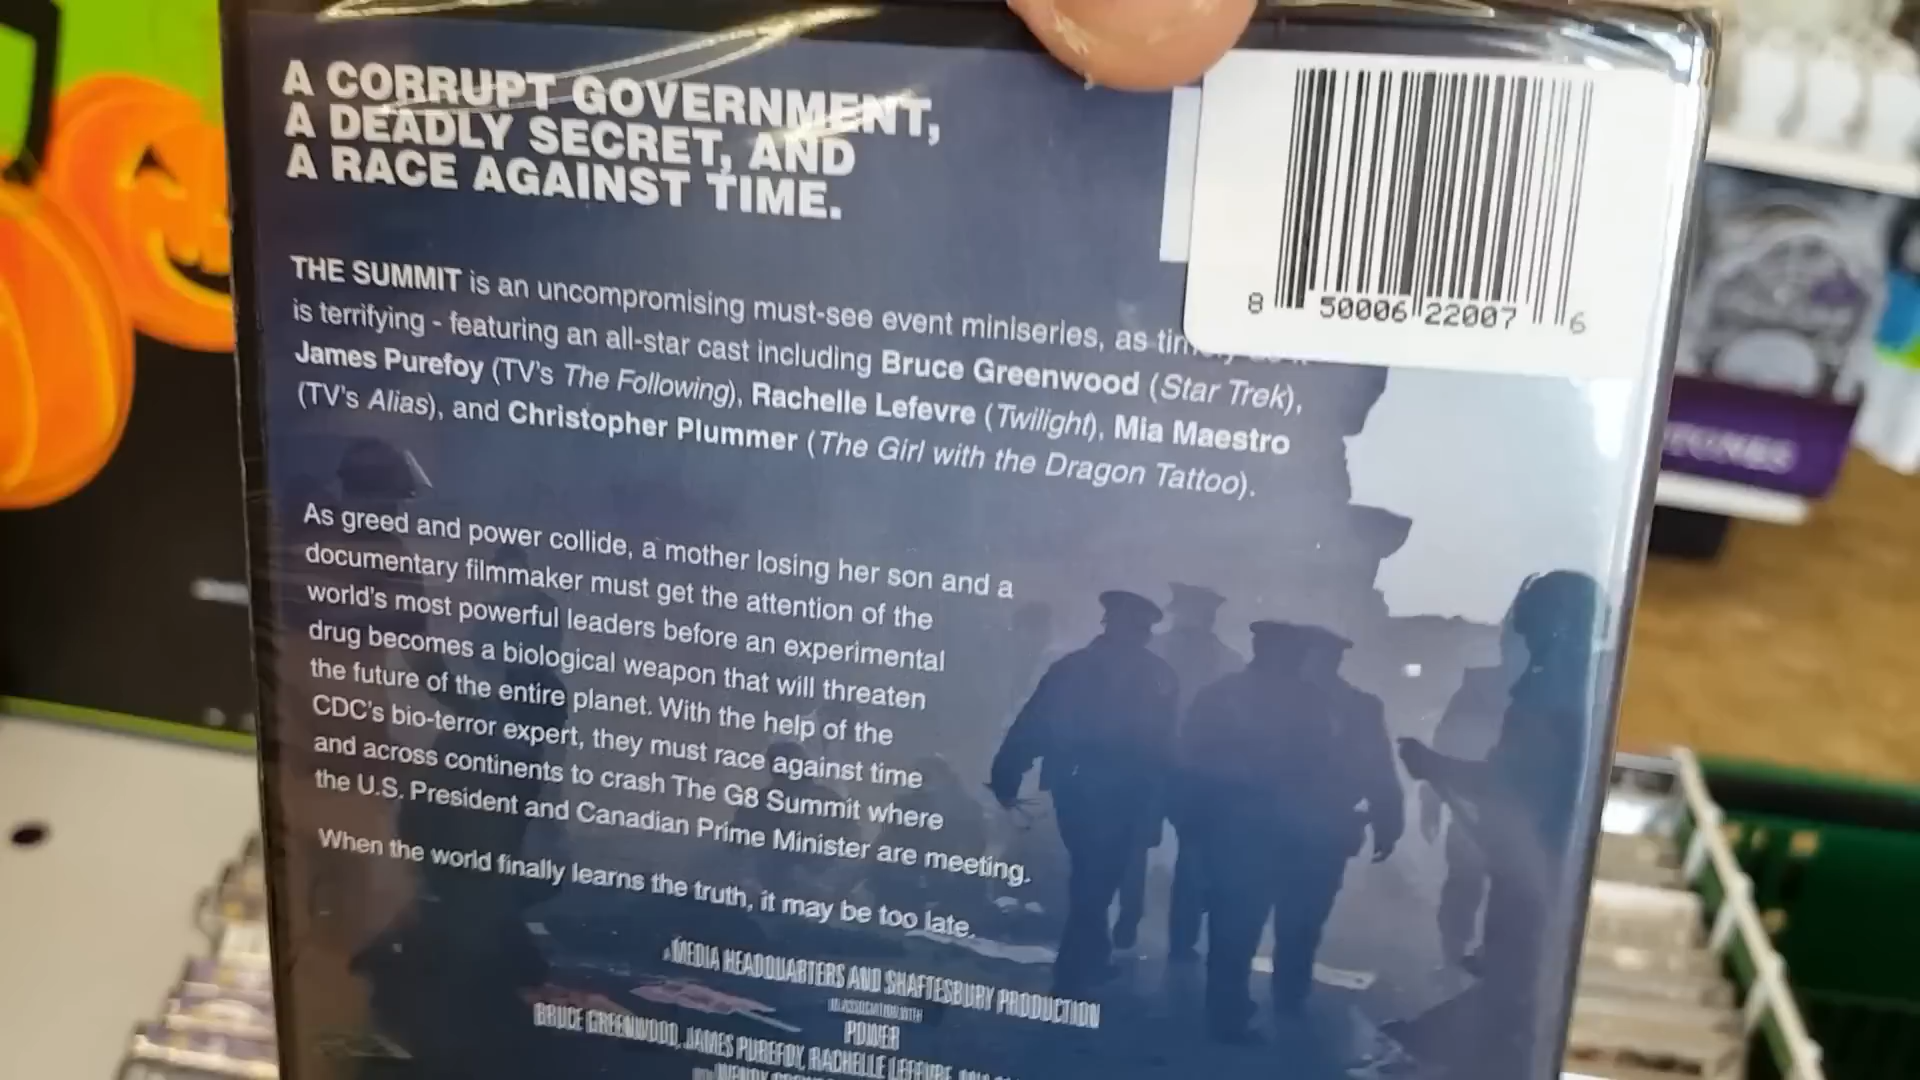 A CORRUPT GOVERNMENT,
A DEADLY SECRET, AND
A RACE AGAINST TIME.
THE SUMMIT is an uncompromising must-see event miniseries, as
is terrifying - featuring an all-star cast including Bruce Greenwood (Star Trek),
James Purefoy (TV's The Following), Rachelle Lefevre (Twilight), Mia Maestro
(TV's Alias), and Christopher Plummer (The Girl with the Dragon Tattoo).
As greed and power collide, a mother losing her son and a
documentary filmmaker must get the attention of the
world's most powerful leaders before an experimental
drug becomes a biological weapon that will threaten
the future of the entire planet. With the help of the
CDC's bio-terror expert, they must race against time
and across continents to crash The G8 Summit where
the U.S. President and Canadian Prime Minister are meeting.
When the world finally learns the truth, it may be too late.
A MEDIA HEADQUARTERS AND SHAFTESBURY PRODUCTION
IN ASSOCIATION WITH
POWER
BRUCE GREENWOOD, JAMES PUREFOY, RACHELLE LEFEVRE,
8 50006 22007 6